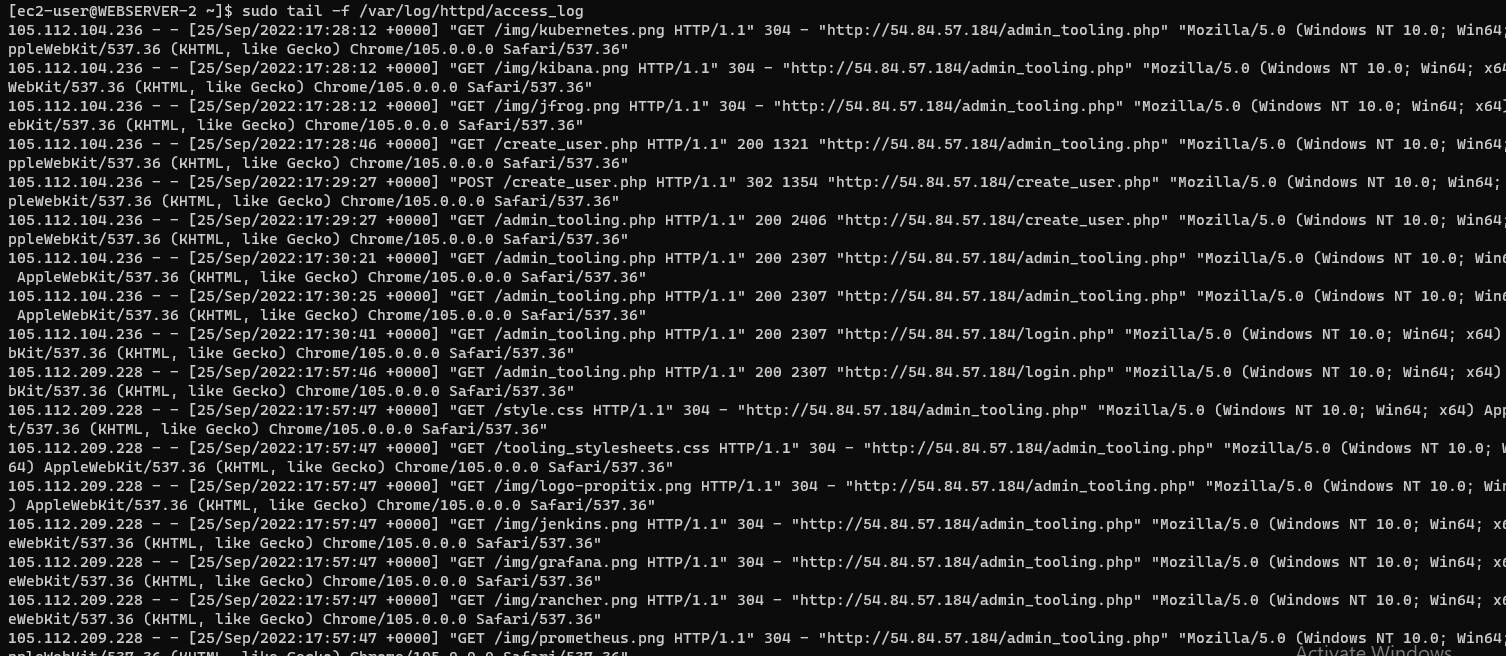 [ec2-user@WEBSERVER-2 ~]$ sudo tail -f /var/log/httpd/access_log
105.112.104.236 - - [25/Sep/2022:17:28:12 +0000] "GET /img/kubernetes.png HTTP/1.1" 304 - "http://54.84.57.184/admin_tooling.php" "Mozilla/5.0 (Windows NT 10.0; Win64;
ppleWebKit/537.36 (KHTML, like Gecko) Chrome/105.0.0.0 Safari/537.36"
105.112.104.236 - - [25/Sep/2022:17:28:12 +0000] "GET /img/kibana.png HTTP/1.1" 304 - "http://54.84.57.184/admin_tooling.php" "Mozilla/5.0 (Windows NT 10.0; Win64; x64
WebKit/537.36 (KHTML, like Gecko) Chrome/105.0.0.0 Safari/537.36"
105.112.104.236 - - [25/Sep/2022:17:28:12 +0000] "GET /img/jfrog.png HTTP/1.1" 304 - "http://54.84.57.184/admin_tooling.php" "Mozilla/5.0 (Windows NT 10.0; Win64; x64)
ebKit/537.36 (KHTML, like Gecko) Chrome/105.0.0.0 Safari/537.36"
105.112.104.236 - - [25/Sep/2022:17:28:46 +0000] "GET /create_user.php HTTP/1.1" 200 1321 "http://54.84.57.184/admin_tooling.php" "Mozilla/5.0 (Windows NT 10.0; Win64;
ppleWebKit/537.36 (KHTML, like Gecko) Chrome/105.0.0.0 Safari/537.36"
105.112.104.236 - - [25/Sep/2022:17:29:27 +0000] "POST /create_user.php HTTP/1.1" 302 1354 "http://54.84.57.184/create_user.php" "Mozilla/5.0 (Windows NT 10.0; Win64;
pleWebKit/537.36 (KHTML, like Gecko) Chrome/105.0.0.0 Safari/537.36"
105.112.104.236 - - [25/Sep/2022:17:29:27 +0000] "GET /admin_tooling.php HTTP/1.1" 200 2406 "http://54.84.57.184/create_user.php" "Mozilla/5.0 (Windows NT 10.0; Win64;
ppleWebKit/537.36 (KHTML, like Gecko) Chrome/105.0.0.0 Safari/537.36"
105.112.104.236 - - [25/Sep/2022:17:30:21 +0000] "GET /admin_tooling.php HTTP/1.1" 200 2307 "http://54.84.57.184/admin_tooling.php" "Mozilla/5.0 (Windows NT 10.0; Win6
AppleWebKit/537.36 (KHTML, like Gecko) Chrome/105.0.0.0 Safari/537.36"
105.112.104.236 - - [25/Sep/2022:17:30:25 +0000] "GET /admin_tooling.php HTTP/1.1" 200 2307 "http://54.84.57.184/admin_tooling.php" "Mozilla/5.0 (Windows NT 10.0; Win6
AppleWebKit/537.36 (KHTML, like Gecko) Chrome/105.0.0.0 Safari/537.36"
105.112.104.236 - - [25/Sep/2022:17:30:41 +0000] "GET /admin_tooling.php HTTP/1.1" 200 2307 "http://54.84.57.184/login.php" "Mozilla/5.0 (Windows NT 10.0; Win64; x64)
bKit/537.36 (KHTML, like Gecko) Chrome/105.0.0.0 Safari/537.36"
105.112.209.228 - - [25/Sep/2022:17:57:46 +0000] "GET /admin_tooling.php HTTP/1.1" 200 2307 "http://54.84.57.184/login.php" "Mozilla/5.0 (Windows NT 10.0; Win64; x64)
bKit/537.36 (KHTML, like Gecko) Chrome/105.0.0.0 Safari/537.36"
105.112.209.228 - - [25/Sep/2022:17:57:47 +0000] "GET /style.css HTTP/1.1" 304 - "http://54.84.57.184/admin_tooling.php" "Mozilla/5.0 (Windows NT 10.0; Win64; x64) App
t/537.36 (KHTML, like Gecko) Chrome/105.0.0.0 Safari/537.36"
105.112.209.228 - - [25/Sep/2022:17:57:47 +0000] "GET /tooling_stylesheets.css HTTP/1.1" 304 - "http://54.84.57.184/admin_tooling.php" "Mozilla/5.0 (Windows NT 10.0; W
64) AppleWebKit/537.36 (KHTML, like Gecko) Chrome/105.0.0.0 Safari/537.36"
105.112.209.228 - - [25/Sep/2022:17:57:47 +0000] "GET /img/logo-propitix.png HTTP/1.1" 304 - "http://54.84.57.184/admin_tooling.php" "Mozilla/5.0 (Windows NT 10.0; Win
) AppleWebKit/537.36 (KHTML, like Gecko) Chrome/105.0.0.0 Safari/537.36"
105.112.209.228 - - [25/Sep/2022:17:57:47 +0000] "GET /img/jenkins.png HTTP/1.1" 304 - "http://54.84.57.184/admin_tooling.php" "Mozilla/5.0 (Windows NT 10.0; Win64; x6
eWebKit/537.36 (KHTML, like Gecko) Chrome/105.0.0.0 Safari/537.36"
105.112.209.228 - - [25/Sep/2022:17:57:47 +0000] "GET /img/grafana.png HTTP/1.1" 304 - "http://54.84.57.184/admin_tooling.php" "Mozilla/5.0 (Windows NT 10.0; Win64; x6
eWebKit/537.36 (KHTML, like Gecko) Chrome/105.0.0.0 Safari/537.36"
105.112.209.228 - - [25/Sep/2022:17:57:47 +0000] "GET /img/rancher.png HTTP/1.1" 304 - "http://54.84.57.184/admin_tooling.php" "Mozilla/5.0 (Windows NT 10.0; Win64; x6
eWebKit/537.36 (KHTML, like Gecko) Chrome/105.0.0.0 Safari/537.36"
105.112.209.228 - - [25/Sep/2022:17:57:47 +0000] "GET /img/prometheus.png HTTP/1.1" 304 - "http://54.84.57.184/admin_tooling.php" "Mozilla/5.0 (Windows NT 10.0; Win64;
ppleWebKit/537.36 (KHTML, like Gecko) Chrome/105.0.0.0 Safari/537.36"
Activate Windows